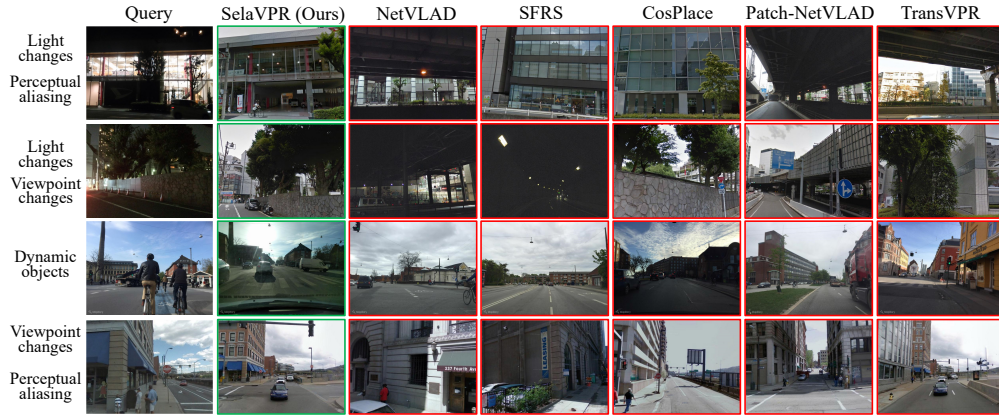 Query SelaVPR (Ours) NetVLAD SFRS CosPlace Patch-NetVLAD TransVPR
Light
changes
Perceptual
aliasing
Light
changes
Viewpoint
changes
Dynamic
objects
Viewpoint
changes
Perceptual
aliasing